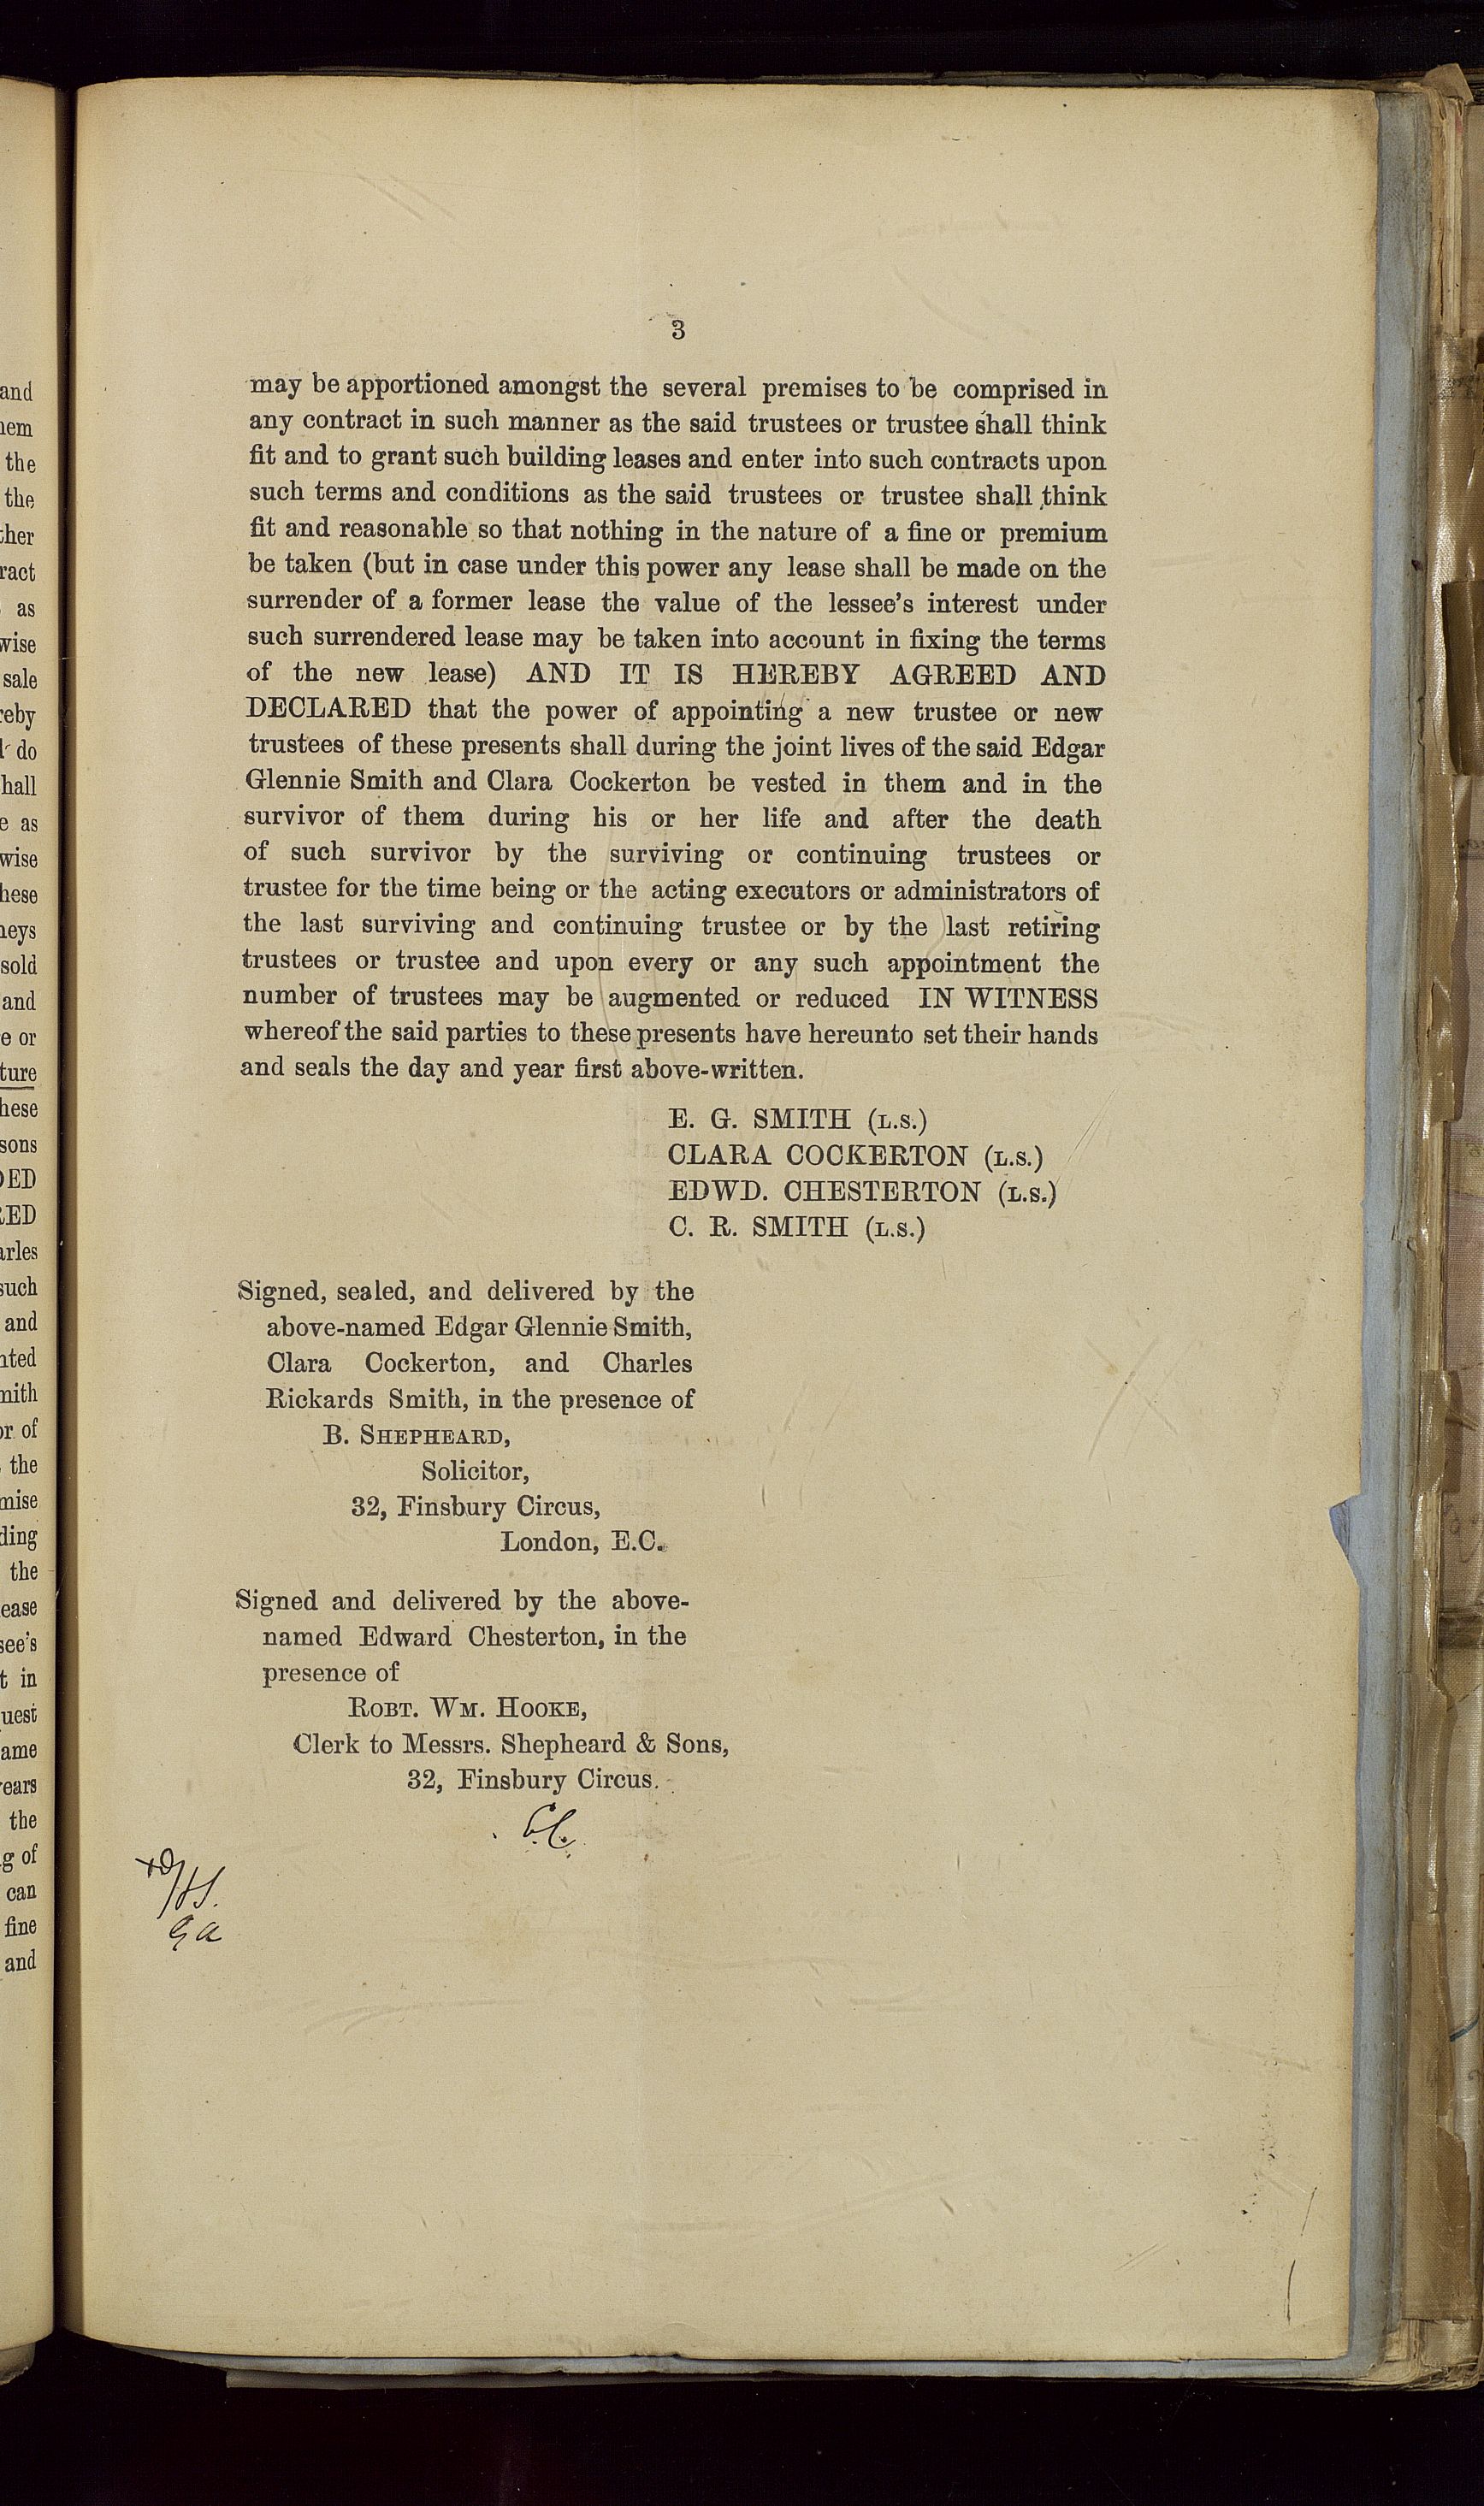 3
may be apportioned amongst the several premises to be comprised in
any contract in such manner as the said trustees or trustee shall think
fit and to grant such building leases and enter into such contracts upon
such terms and conditions as the said trustees or trustee shall think
fit and reasonable so that nothing in the nature of a fine or premium
be taken (but in case under this power any lease shall be made on the
surrender of a former lease the value of the lessee's interest under
such surrendered lease may be taken into account in fixing the terms
of the new lease) AND IT IS HEREBY AGREED AND
DECLARED that the power of appointing a new trustee or new
trustees of these presents shall during the joint lives of the said Edgar
Glennie Smith and Clara Cockerton be vested in them and in the
survivor of them during his or her life and after the death
of such survivor by the surviving or continuing trustees or
trustee for the time being or the acting executors or administrators of
the last surviving and continuing trustee or by the last retiring
trustees or trustee and upon every or any such appointment the
number of trustees may be augmented or reduced IN WITNESS
whereof the said parties to these presents have hereunto set their hands
and seals the day and year first above-written.
E. G. SMITH (L.S.)
CLARA COCKERTON (L.S.)
EDWD. CHESTERTON (L.S.)
C. R. SMITH (L.S.)
Signed, sealed, and delivered by the
above-named Edgar Glennie Smith,
Clara Cockerton, and Charles
Rickards Smith, in the presence of
B. SHEPHEARD,
Solicitor,
32, Finsbury Circus,
London, E.C.
Signed and delivered by the above-
named Edward Chesterton, in the
presence of
ROBT. WM. HOOKE,
Clerk to Messrs. Shepheard & Sons,
32, Finsbury Circus.